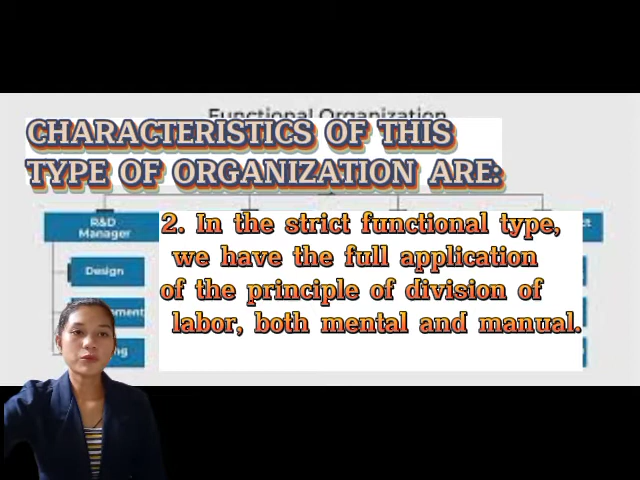 Functional Organization
CHARACTERISTICS OF THIS
TYPE OF ORGANIZATION ARE:
R&D
Manager
2. In the strict functional type,
we have the full application
of the principle of division of
labor, both mental and manual.
Design